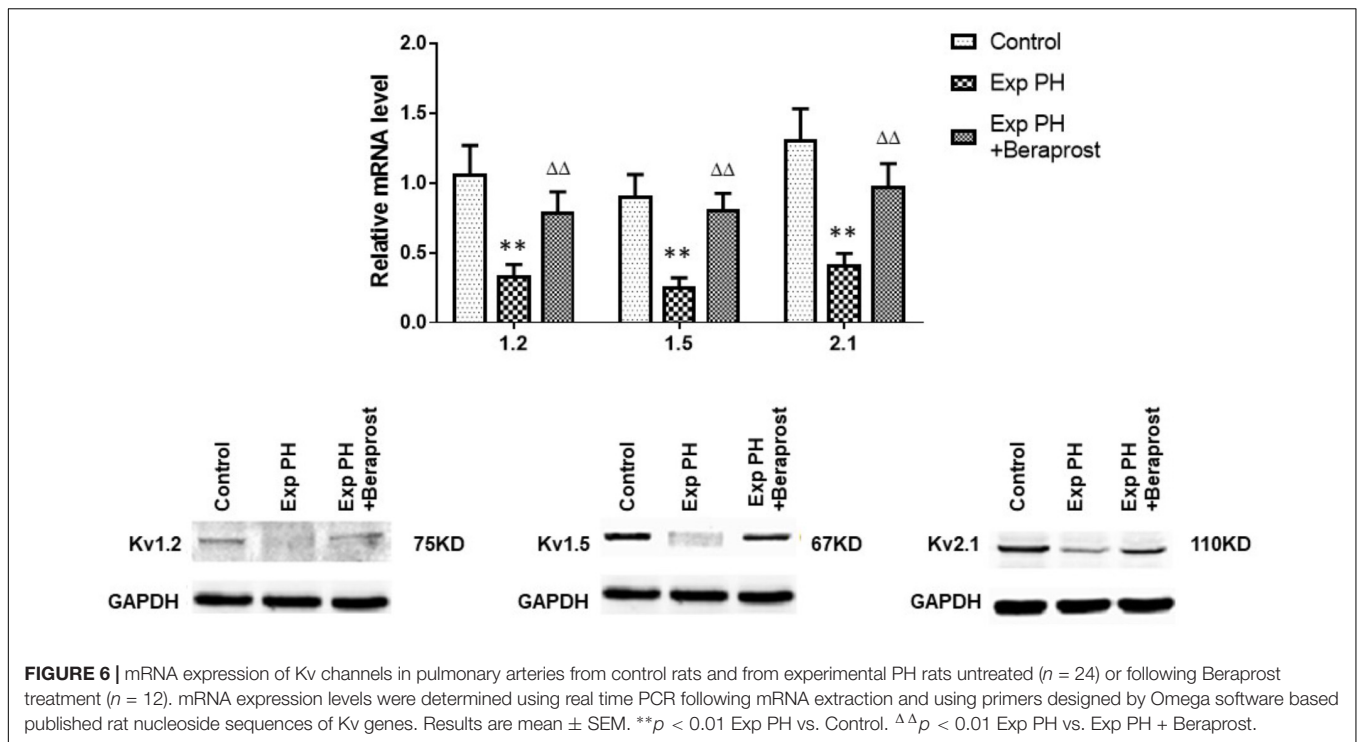 2.0
1.5
1.0
0.5
0.0
Relative mRNA level
** ΔΔ ** ΔΔ ** ΔΔ
1.2 1.5 2.1
Control
Exp PH
Exp PH
+Beraprost
Control
Exp PH
Exp PH
+Beraprost
Kv1.2 75KD
GAPDH
Control
Exp PH
Exp PH
+Beraprost
Kv1.5 67KD
GAPDH
Control
Exp PH
Exp PH
+Beraprost
Kv2.1 110KD
GAPDH
FIGURE 6 | mRNA expression of Kv channels in pulmonary arteries from control rats and from experimental PH rats untreated (n = 24) or following Beraprost
treatment (n = 12). mRNA expression levels were determined using real time PCR following mRNA extraction and using primers designed by Omega software based
published rat nucleoside sequences of Kv genes. Results are mean ± SEM. **p < 0.01 Exp PH vs. Control. ΔΔp < 0.01 Exp PH vs. Exp PH + Beraprost.